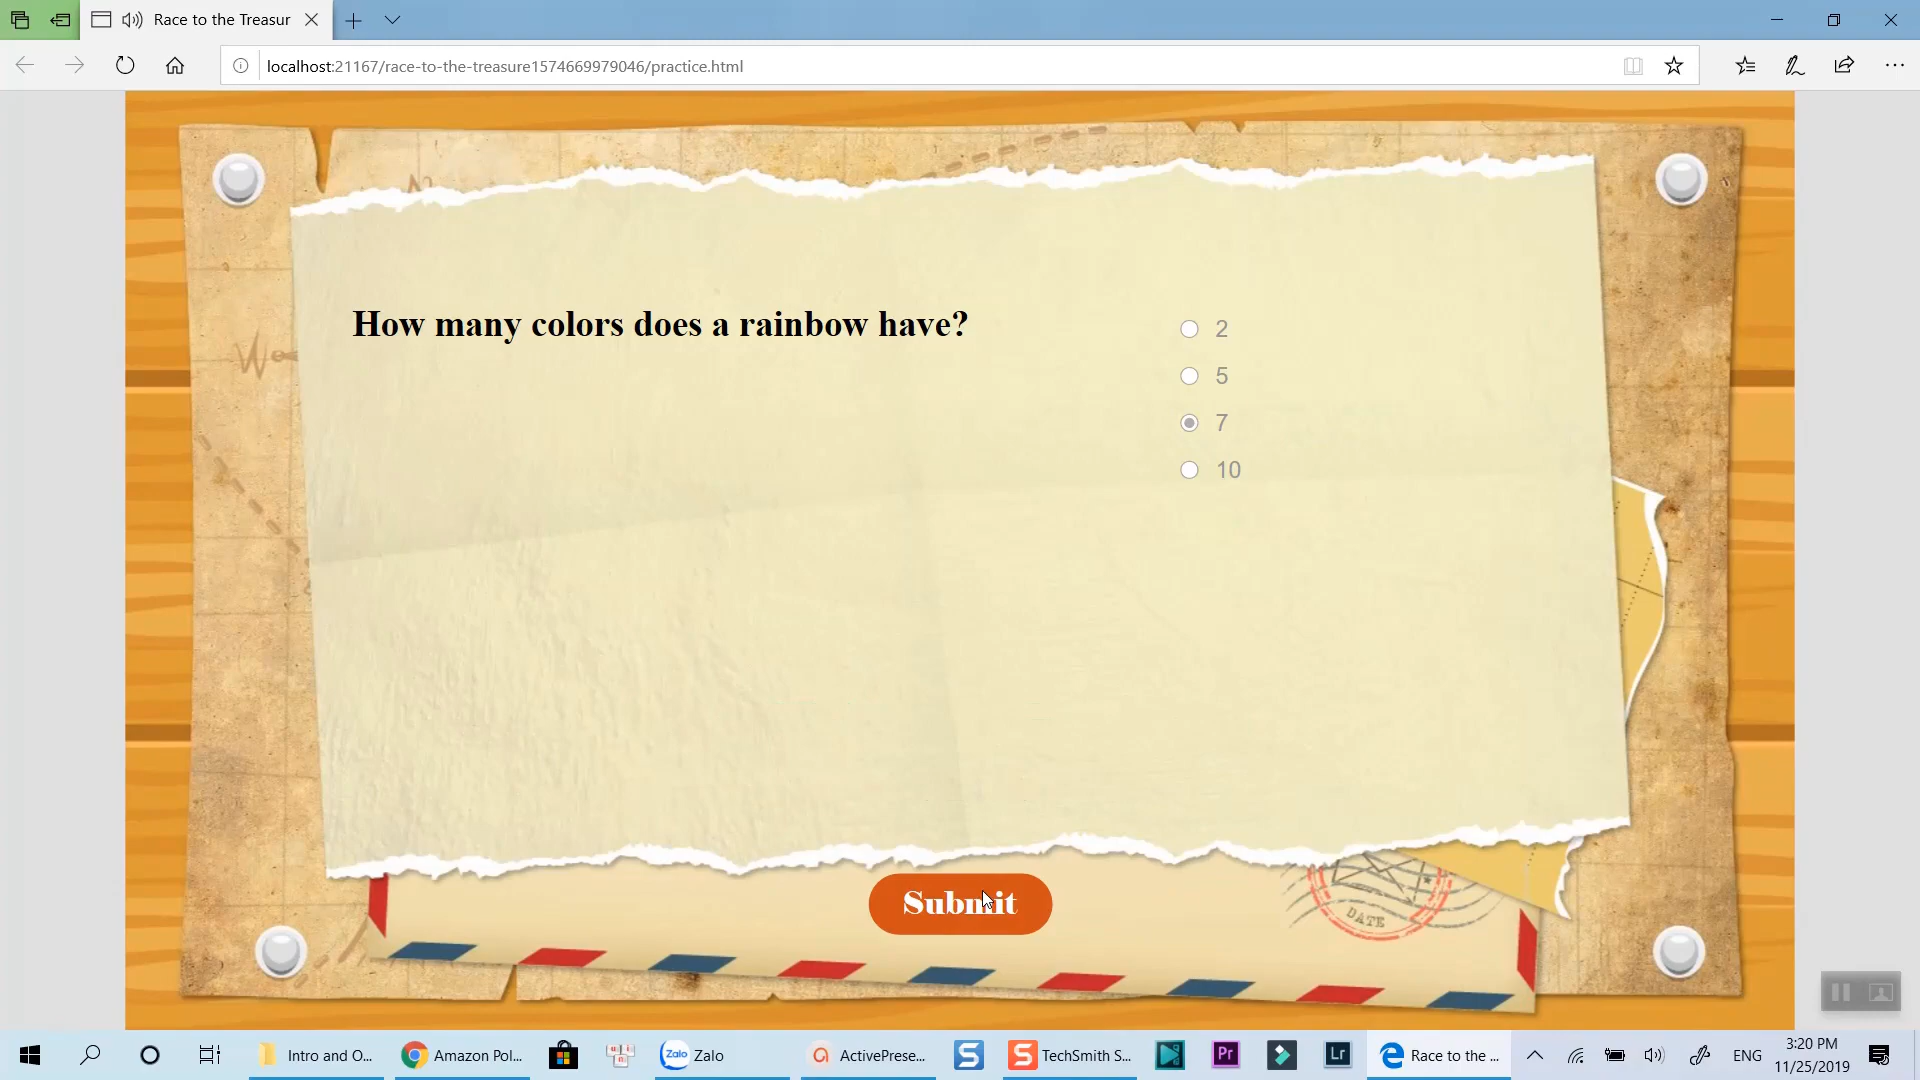 Race to the Treasur
localhost:21167/race-to-the-treasure1574669979046/practice.html
How many colors does a rainbow have?
2
5
7
10
Submit
DATE
Intro and O...
Amazon Pol...
Zalo
Zalo
ActivePrese...
S
S
TechSmith S...
Pr
Lr
Race to the ...
ENG
3:20 PM
11/25/2019